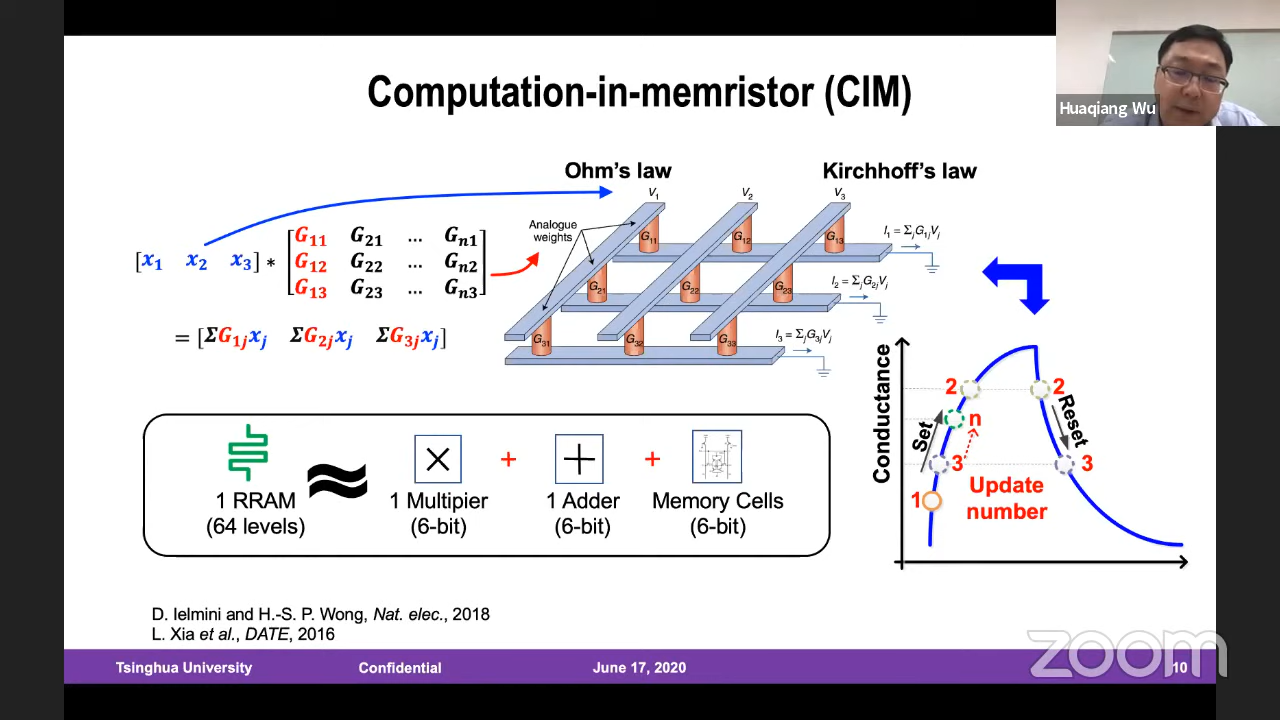 Computation-in-memristor (CIM)
Huaqiang Wu
Ohm's law
Kirchhoff's law
V1 V2 V3
Analogue
weights
G11 G12 G13
I1 = ΣjG1jVj
G21 G22 G23
I2 = ΣjG2jVj
G31 G32 G33
I3 = ΣjG3jVj
[x1 x2 x3] * [G11 G21 ... Gn1
G12 G22 ... Gn2
G13 G23 ... Gn3]
= [ΣG1jxj ΣG2jxj ΣG3jxj]
1 RRAM
(64 levels)
≈
×
1 Multipier
(6-bit)
+
+
1 Adder
(6-bit)
+
Memory Cells
(6-bit)
Conductance
Set
Reset
1
3
n
2
2
3
Update
number
D. Ielmini and H.-S. P. Wong, Nat. elec., 2018
L. Xia et al., DATE, 2016
Tsinghua University Confidential June 17, 2020 10
zoom